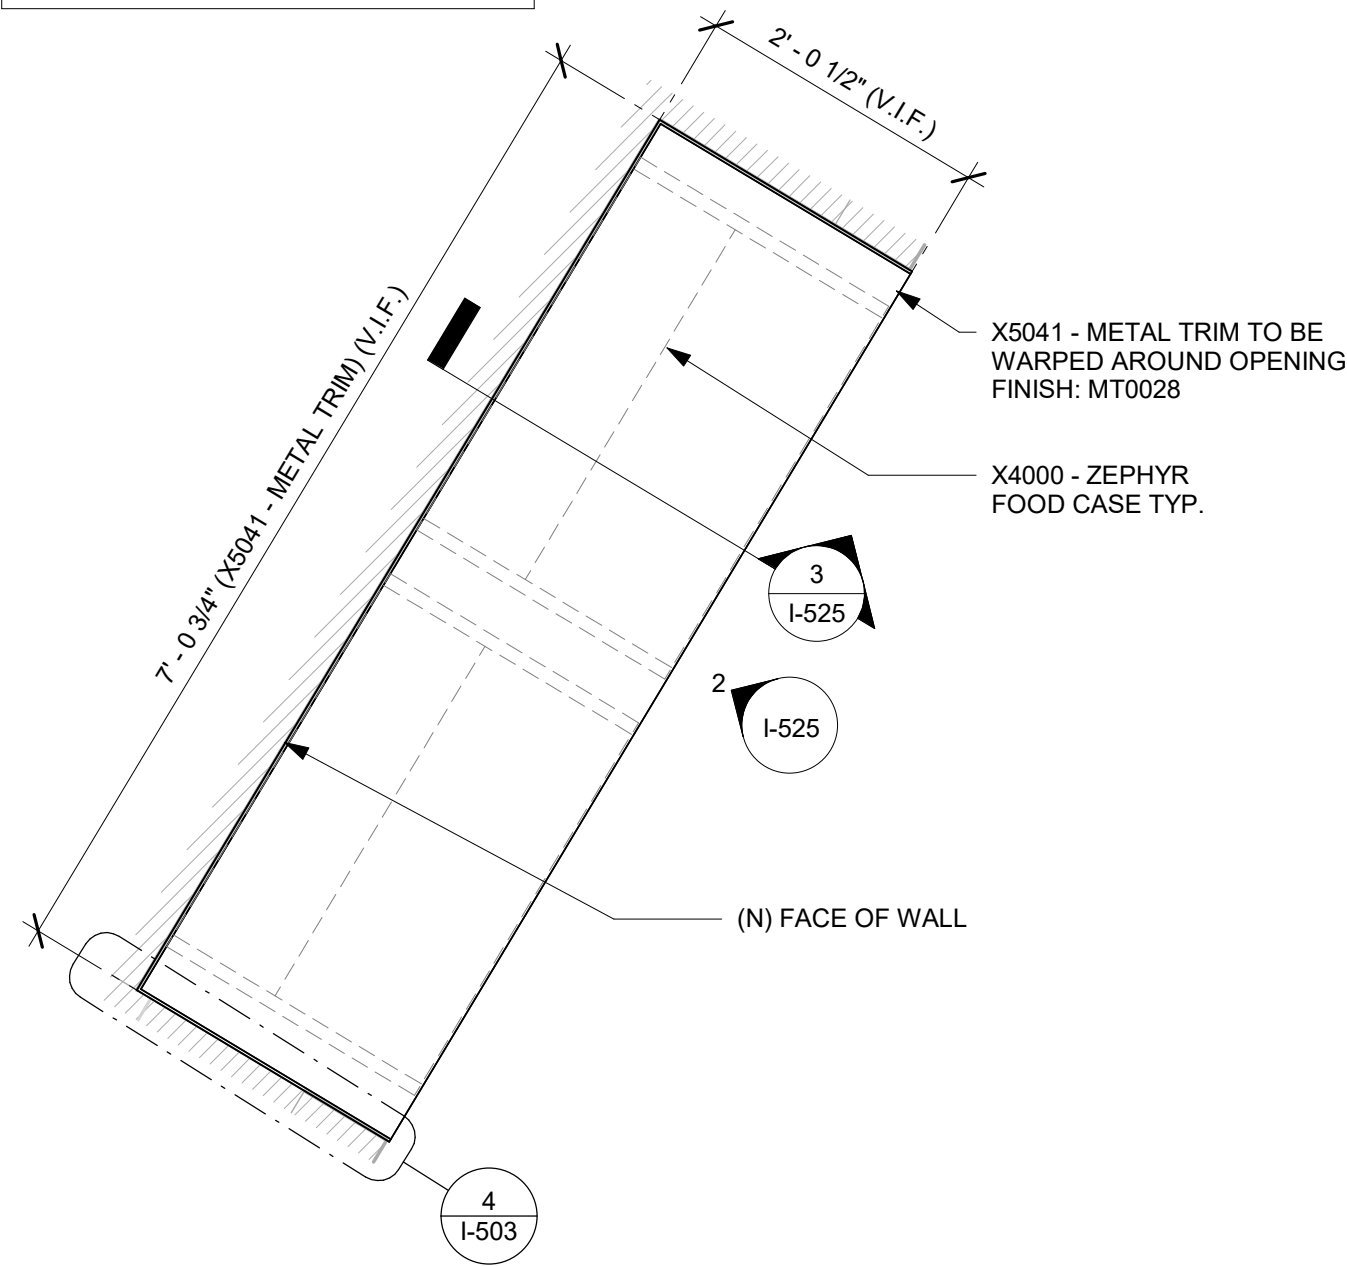 2' - 0 1/2" (V.I.F.)
7' - 0 3/4" (X5041 - METAL TRIM) (V.I.F.)
X5041 - METAL TRIM TO BE
WARPED AROUND OPENING
FINISH: MT0028
X4000 - ZEPHYR
FOOD CASE TYP.
3
I-525
2
I-525
(N) FACE OF WALL
4
I-503